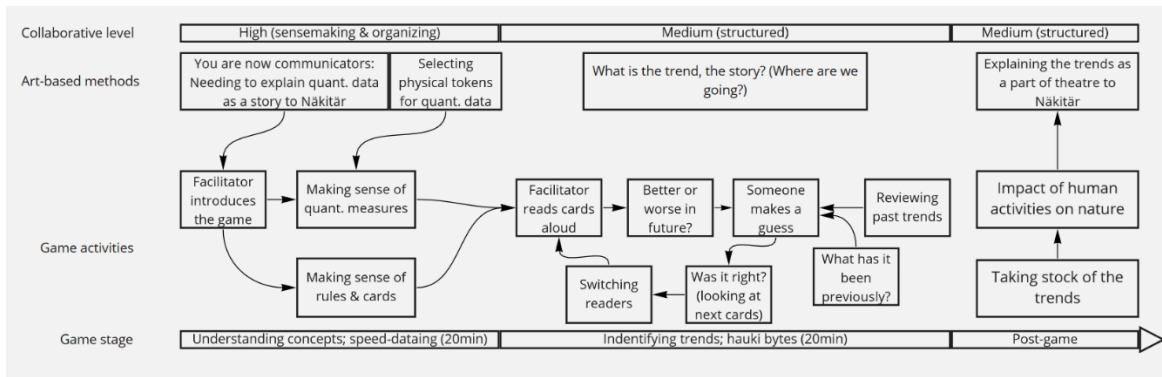 Collaborative level
High (sensemaking & organizing)
Medium (structured)
Medium (structured)
Art-based methods
You are now communicators:
Needing to explain quant. data
as a story to Näkitär
Selecting
physical tokens
for quant. data
What is the trend, the story? (Where are we
going?)
Explaining the trends as
a part of theatre to
Näkitär
Game activities
Facilitator
introduces
the game
Making sense of
quant. measures
Making sense of
rules & cards
Facilitator
reads cards
aloud
Better or
worse in
future?
Someone
makes a
guess
Reviewing
past trends
What has it
been
previously?
Was it right?
(looking at
next cards)
Switching
readers
Impact of human
activities on nature
Taking stock of the
trends
Game stage
Understanding concepts; speed-dataing (20min)
Indentifying trends; hauki bytes (20min)
Post-game